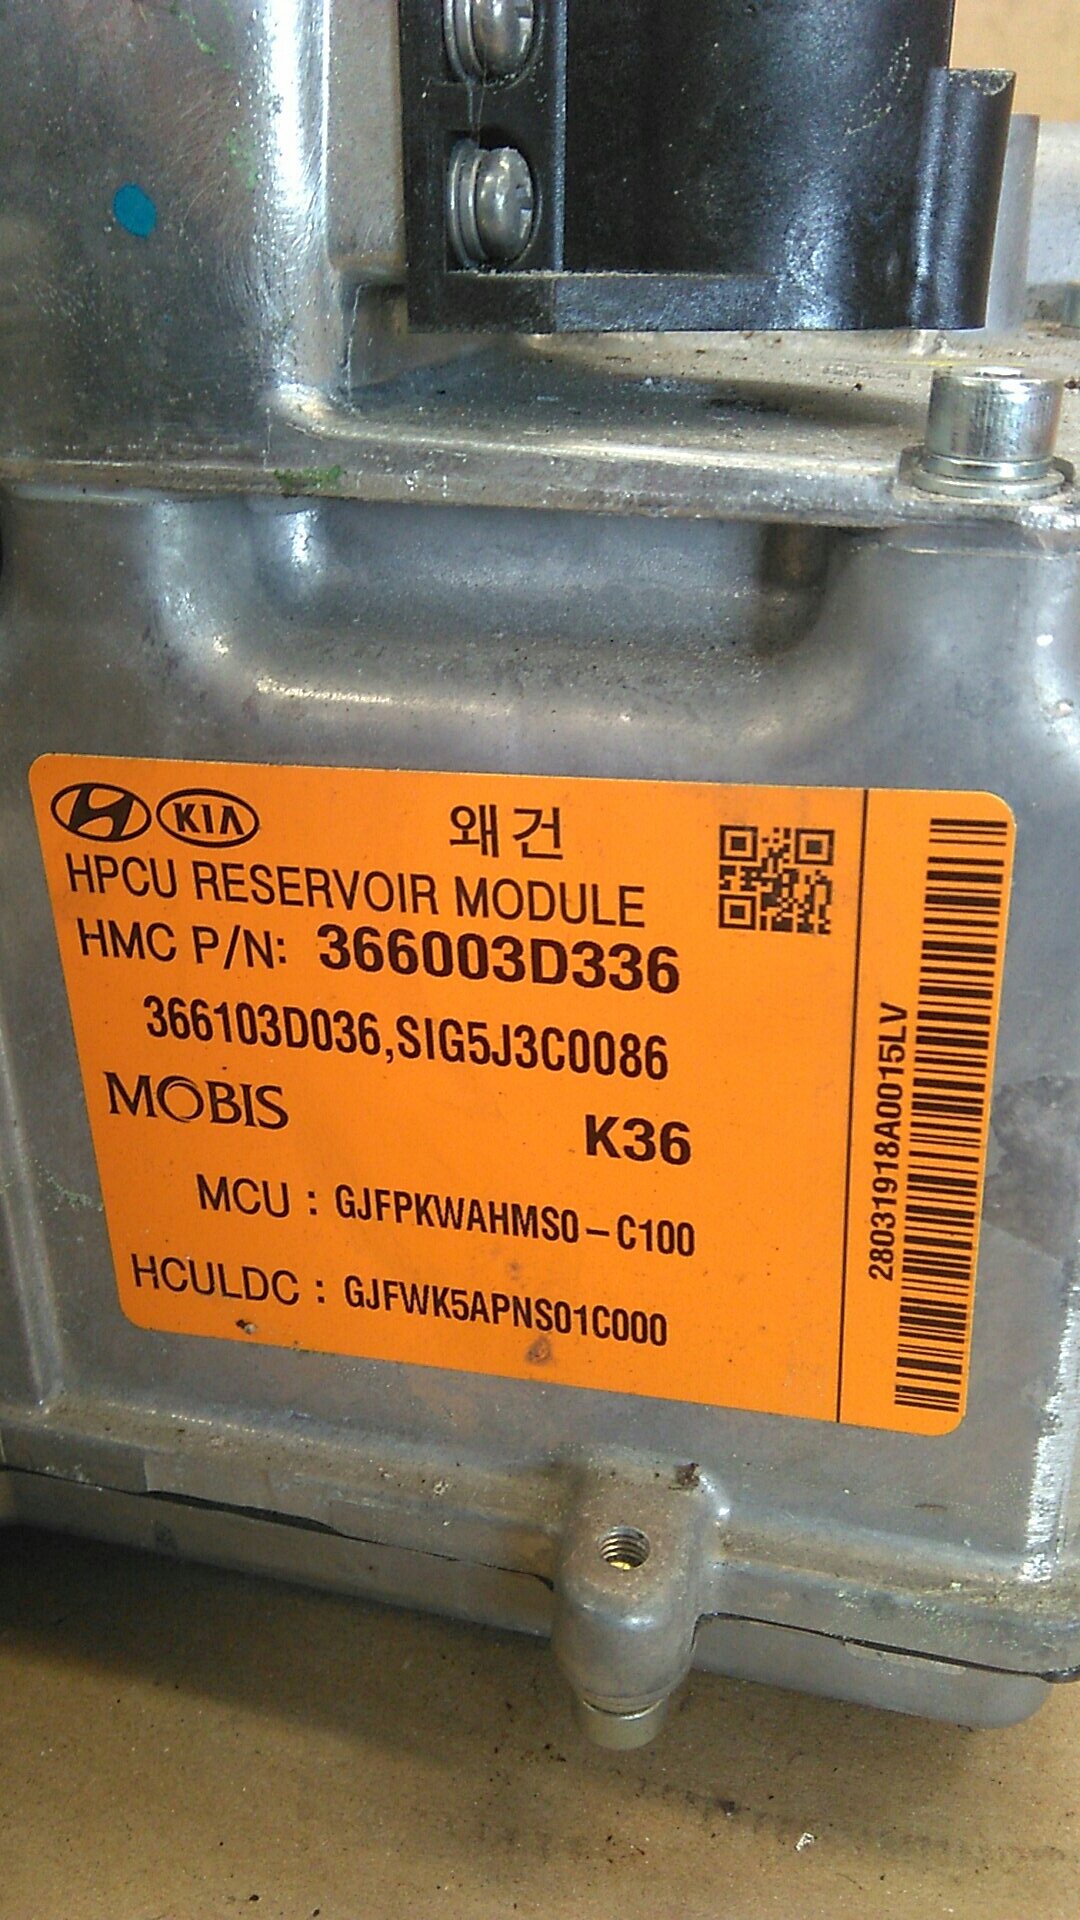 KIA 왜건
HPCU RESERVOIR MODULE
HMC P/N: 366003D336
366103D036,SIG5J3C0086
MOBIS K36
MCU : GJFPKWAHMS0-C100
HCULDC : GJFWK5APNS01C000
28031918A0015LV